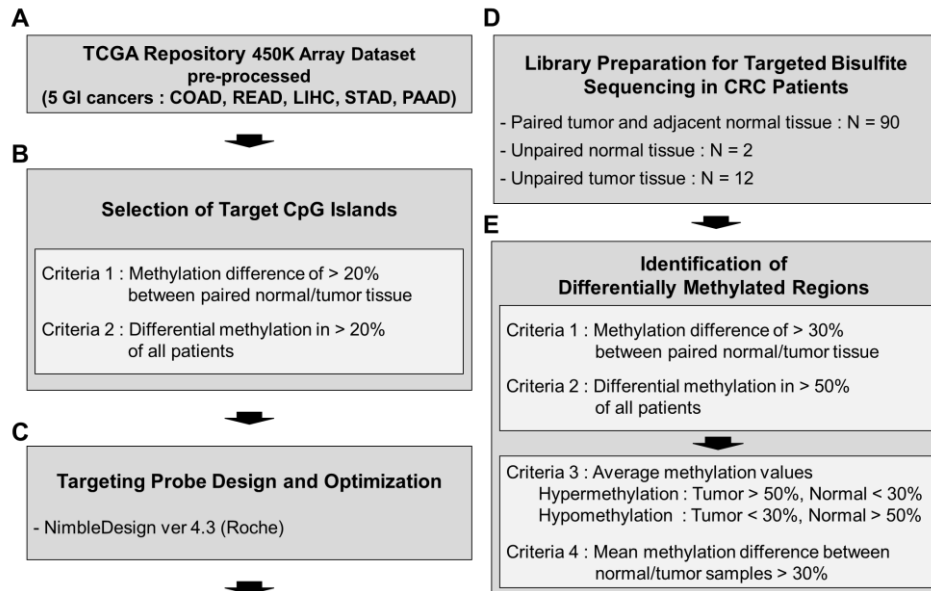 A
TCGA Repository 450K Array Dataset
pre-processed
(5 GI cancers : COAD, READ, LIHC, STAD, PAAD)
B
Selection of Target CpG Islands
Criteria 1 : Methylation difference of > 20%
between paired normal/tumor tissue
Criteria 2 : Differential methylation in > 20%
of all patients
C
Targeting Probe Design and Optimization
- NimbleDesign ver 4.3 (Roche)
D
Library Preparation for Targeted Bisulfite
Sequencing in CRC Patients
- Paired tumor and adjacent normal tissue : N = 90
- Unpaired normal tissue : N = 2
- Unpaired tumor tissue : N = 12
E
Identification of
Differentially Methylated Regions
Criteria 1 : Methylation difference of > 30%
between paired normal/tumor tissue
Criteria 2 : Differential methylation in > 50%
of all patients
Criteria 3 : Average methylation values
Hypermethylation : Tumor > 50%, Normal < 30%
Hypomethylation : Tumor < 30%, Normal > 50%
Criteria 4 : Mean methylation difference between
normal/tumor samples > 30%